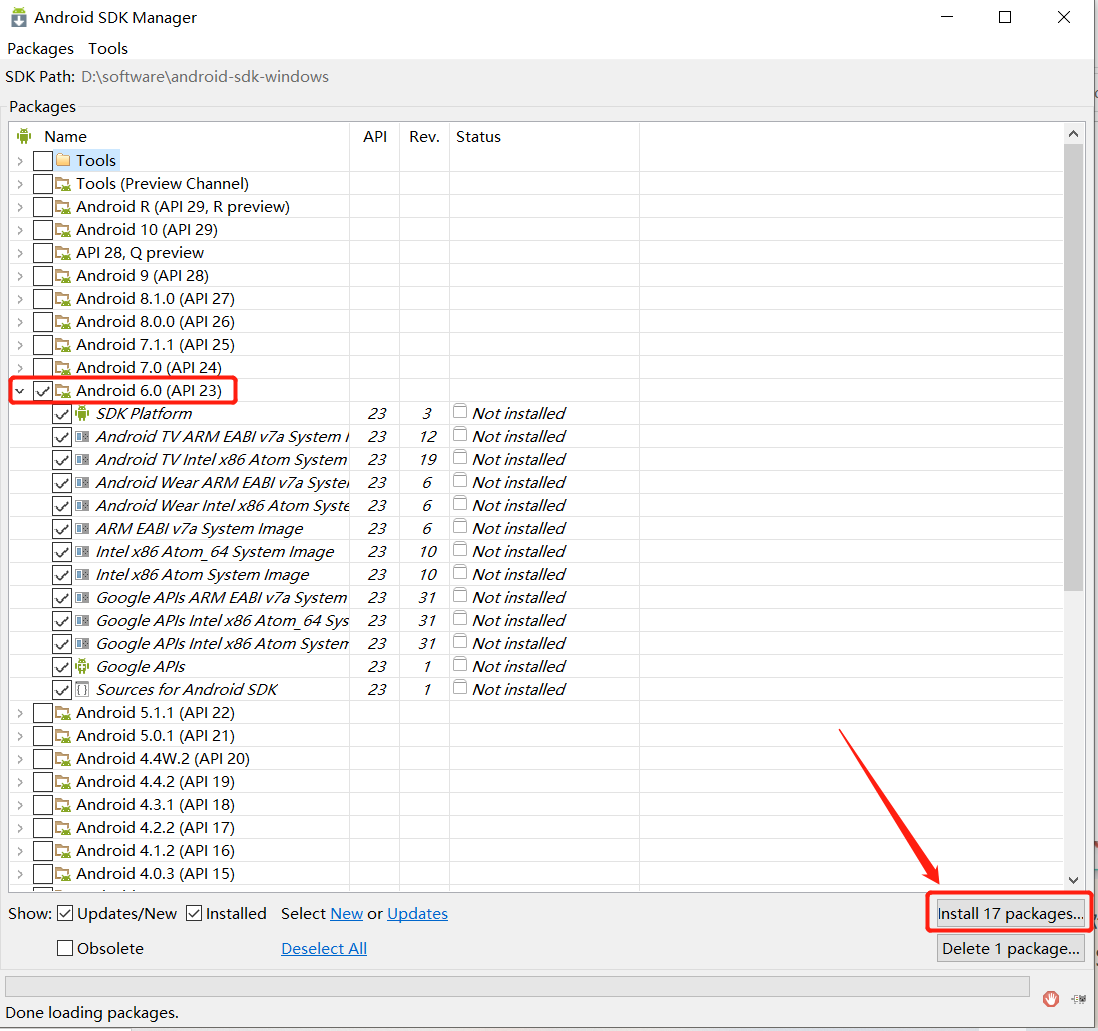 Android SDK Manager
Packages Tools
SDK Path: D:\software\android-sdk-windows
Packages
Name API Rev. Status
Tools
Tools (Preview Channel)
Android R (API 29, R preview)
Android 10 (API 29)
API 28, Q preview
Android 9 (API 28)
Android 8.1.0 (API 27)
Android 8.0.0 (API 26)
Android 7.1.1 (API 25)
Android 7.0 (API 24)
Android 6.0 (API 23)
SDK Platform 23 3 Not installed
Android TV ARM EABI v7a System I 23 12 Not installed
Android TV Intel x86 Atom System 23 19 Not installed
Android Wear ARM EABI v7a Syster 23 6 Not installed
Android Wear Intel x86 Atom Syste 23 6 Not installed
ARM EABI v7a System Image 23 6 Not installed
Intel x86 Atom_64 System Image 23 10 Not installed
Intel x86 Atom System Image 23 10 Not installed
Google APIs ARM EABI v7a System 23 31 Not installed
Google APIs Intel x86 Atom_64 Sys 23 31 Not installed
Google APIs Intel x86 Atom System 23 31 Not installed
Google APIs 23 1 Not installed
Sources for Android SDK 23 1 Not installed
Android 5.1.1 (API 22)
Android 5.0.1 (API 21)
Android 4.4W.2 (API 20)
Android 4.4.2 (API 19)
Android 4.3.1 (API 18)
Android 4.2.2 (API 17)
Android 4.1.2 (API 16)
Android 4.0.3 (API 15)
Show: Updates/New Installed Select New or Updates Install 17 packages...
Obsolete Deselect All Delete 1 package...
Done loading packages.